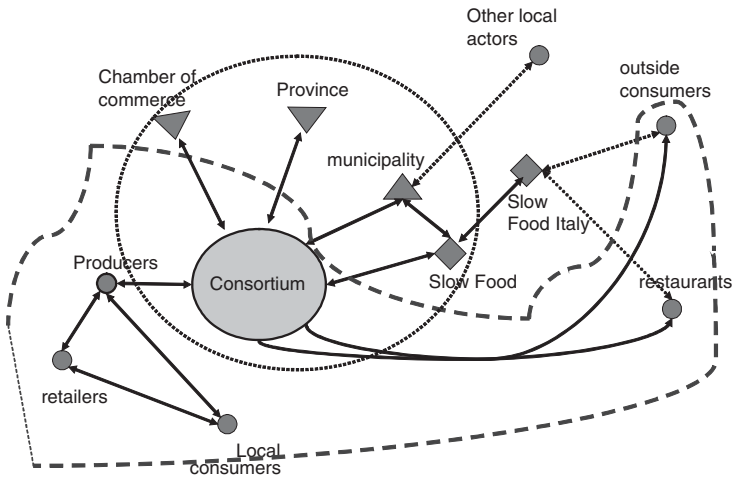 Other local
actors
outside
consumers
Chamber of
commerce
Province
municipality
Slow
Food Italy
Producers
Consortium
Slow Food
restaurants
retailers
Local
consumers